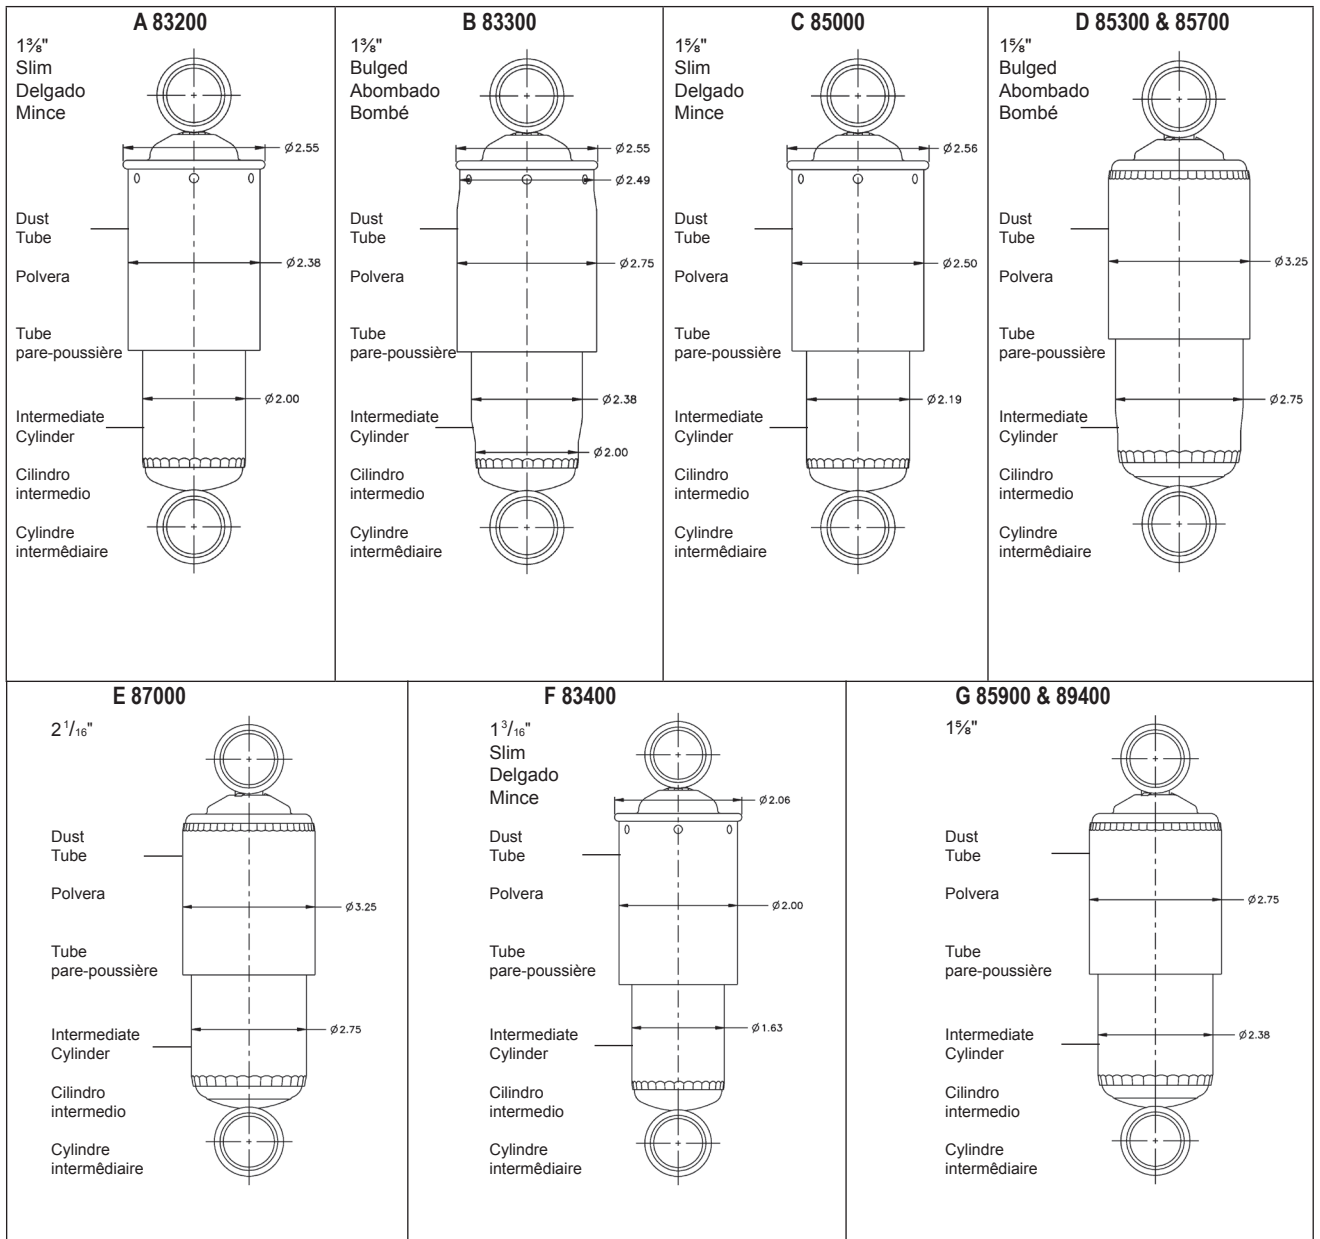 A 83200
1⅜"
Slim
Delgado
Mince
Ø2.55
Dust
Tube
Ø2.38
Polvera
Tube
pare-poussière
Ø2.00
Intermediate
Cylinder
Cilindro
intermedio
Cylindre
intermêdiaire
B 83300
1⅜"
Bulged
Abombado
Bombé
Ø2.55
Ø2.49
Dust
Tube
Ø2.75
Polvera
Tube
pare-poussière
Ø2.38
Intermediate
Cylinder
Ø2.00
Cilindro
intermedio
Cylindre
intermêdiaire
C 85000
1⅝"
Slim
Delgado
Mince
Ø2.56
Dust
Tube
Ø2.50
Polvera
Tube
pare-poussière
Ø2.19
Intermediate
Cylinder
Cilindro
intermedio
Cylindre
intermêdiaire
D 85300 & 85700
1⅝"
Bulged
Abombado
Bombé
Dust
Tube
Ø3.25
Polvera
Tube
pare-poussière
Ø2.75
Intermediate
Cylinder
Cilindro
intermedio
Cylindre
intermêdiaire
E 87000
2 1/16"
Dust
Tube
Polvera
Ø3.25
Tube
pare-poussière
Ø2.75
Intermediate
Cylinder
Cilindro
intermedio
Cylindre
intermêdiaire
F 83400
1 3/16"
Slim
Delgado
Mince
Ø2.06
Dust
Tube
Polvera
Ø2.00
Tube
pare-poussière
Ø1.63
Intermediate
Cylinder
Cilindro
intermedio
Cylindre
intermêdiaire
G 85900 & 89400
1⅝"
Dust
Tube
Polvera
Ø2.75
Tube
pare-poussière
Ø2.38
Intermediate
Cylinder
Cilindro
intermedio
Cylindre
intermêdiaire